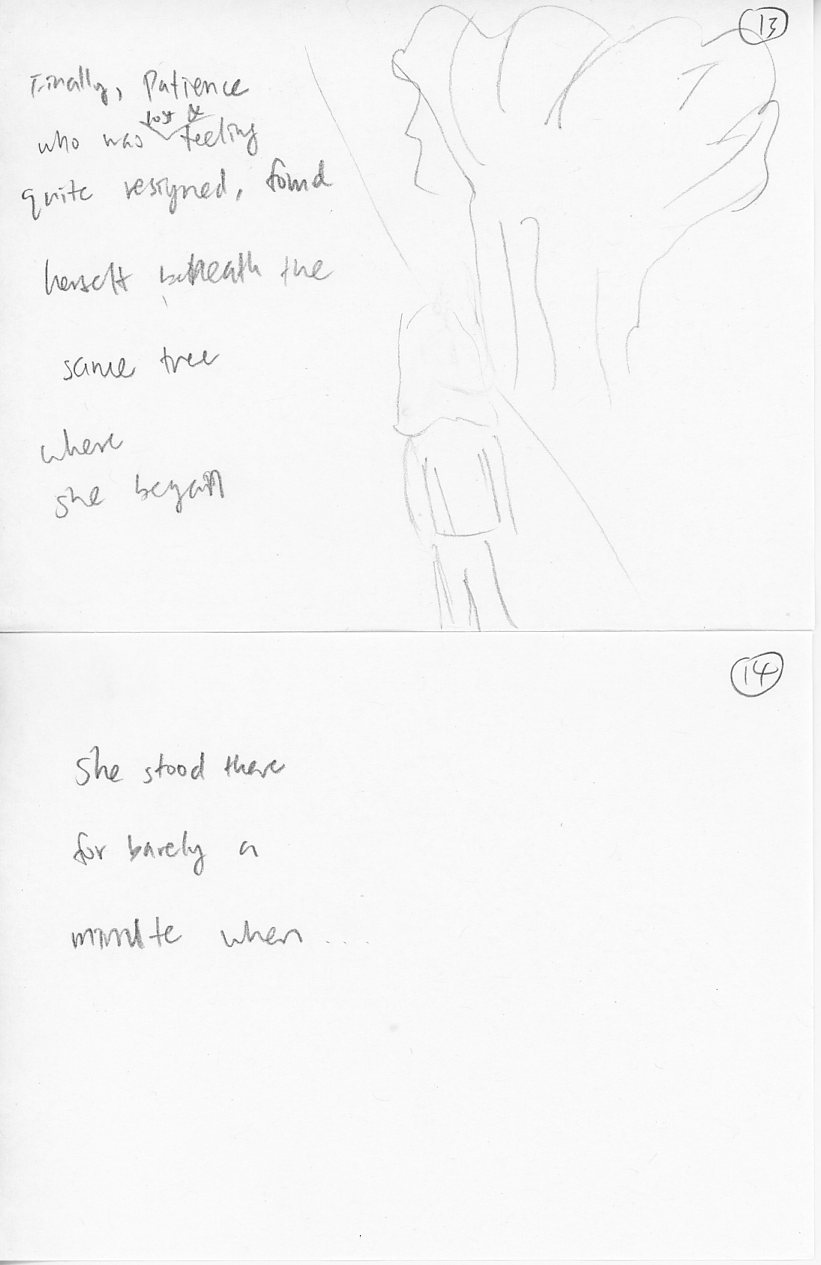 13
Finally, Patience
lost &
who was feeling
quite resigned, found
herself beneath the
same tree
where
she began
14
She stood there
for barely a
minute when ...